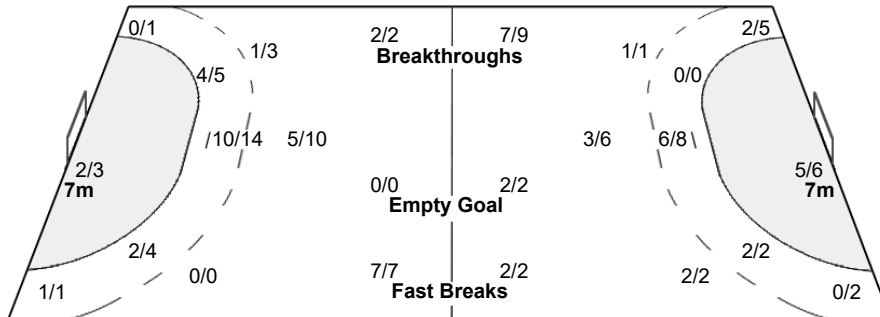 0/1 2/2 7/9 2/5
1/3 1/1
Breakthroughs
4/5 0/0
10/14 5/10 3/6 6/8
2/3 5/6
7m 7m
0/0 2/2
Empty Goal
2/4 2/2
0/0 7/7 2/2 2/2
1/1 Fast Breaks 0/2